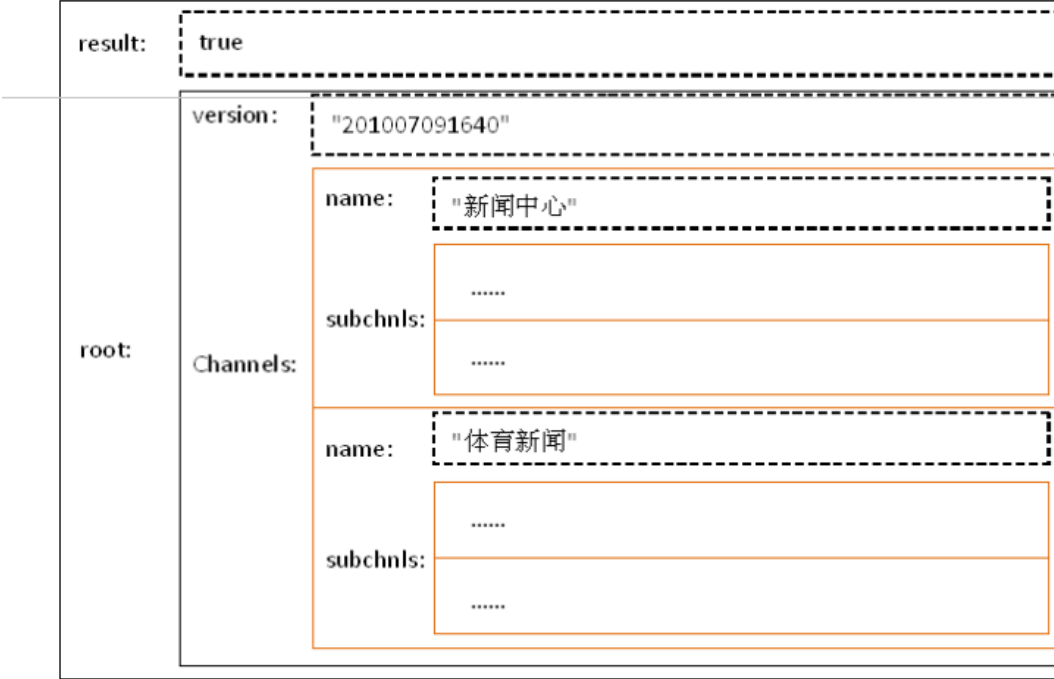 result: true
version: "201007091640"
name: "新闻中心"
......
subchnls:
......
root:
Channels:
name: "体育新闻"
......
subchnls:
......